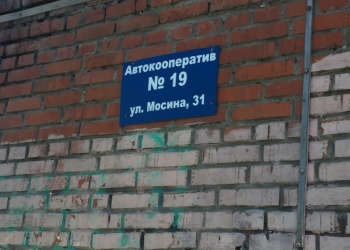 Автокооператив
№ 19
ул. Мосина, 31